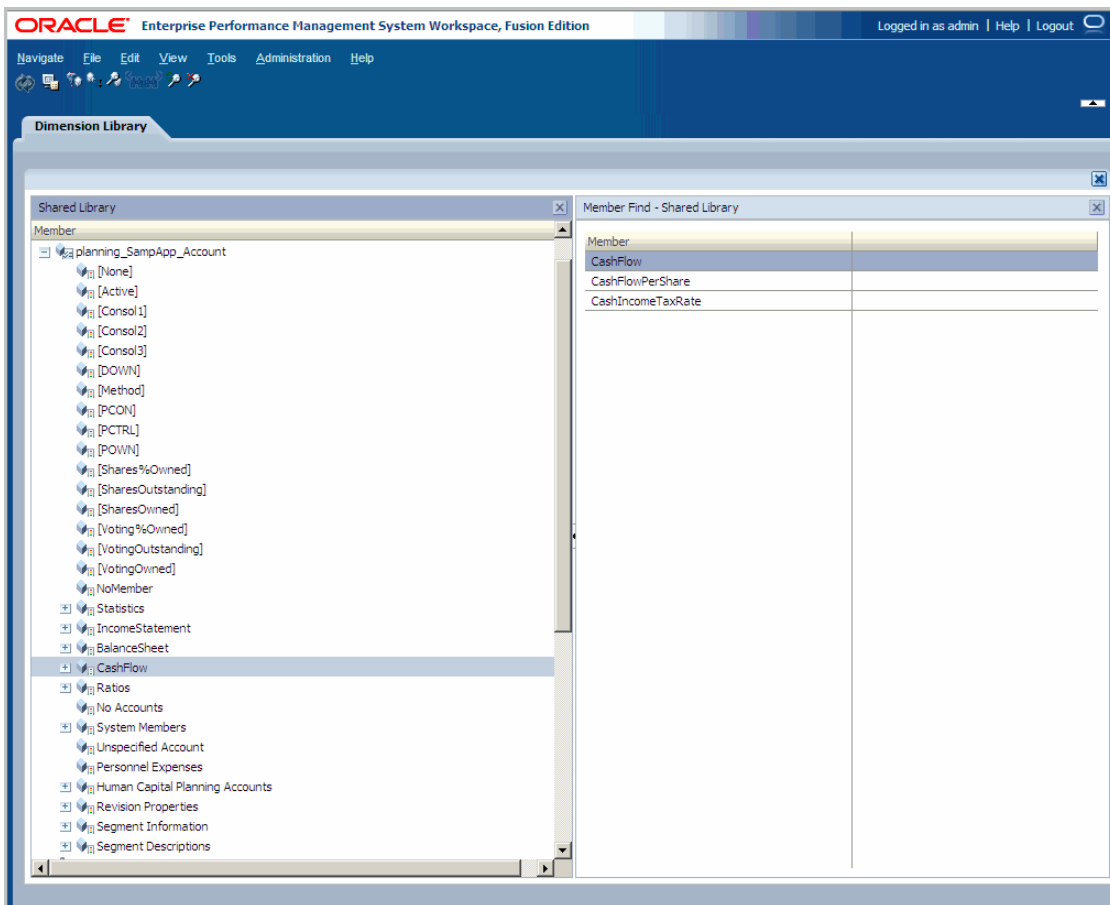 ORACLE Enterprise Performance Management System Workspace, Fusion Edition
Logged in as admin | Help | Logout
Navigate File Edit View Tools Administration Help
Dimension Library
Shared Library
Member
planning_SampApp_Account
[None]
[Active]
[Consol1]
[Consol2]
[Consol3]
[DOWN]
[Method]
[PCON]
[PCTRL]
[POWN]
[Shares%Owned]
[SharesOutstanding]
[SharesOwned]
[Voting%Owned]
[VotingOutstanding]
[VotingOwned]
NoMember
Statistics
IncomeStatement
BalanceSheet
CashFlow
Ratios
No Accounts
System Members
Unspecified Account
Personnel Expenses
Human Capital Planning Accounts
Revision Properties
Segment Information
Segment Descriptions
Member Find - Shared Library
Member
CashFlow
CashFlowPerShare
CashIncomeTaxRate